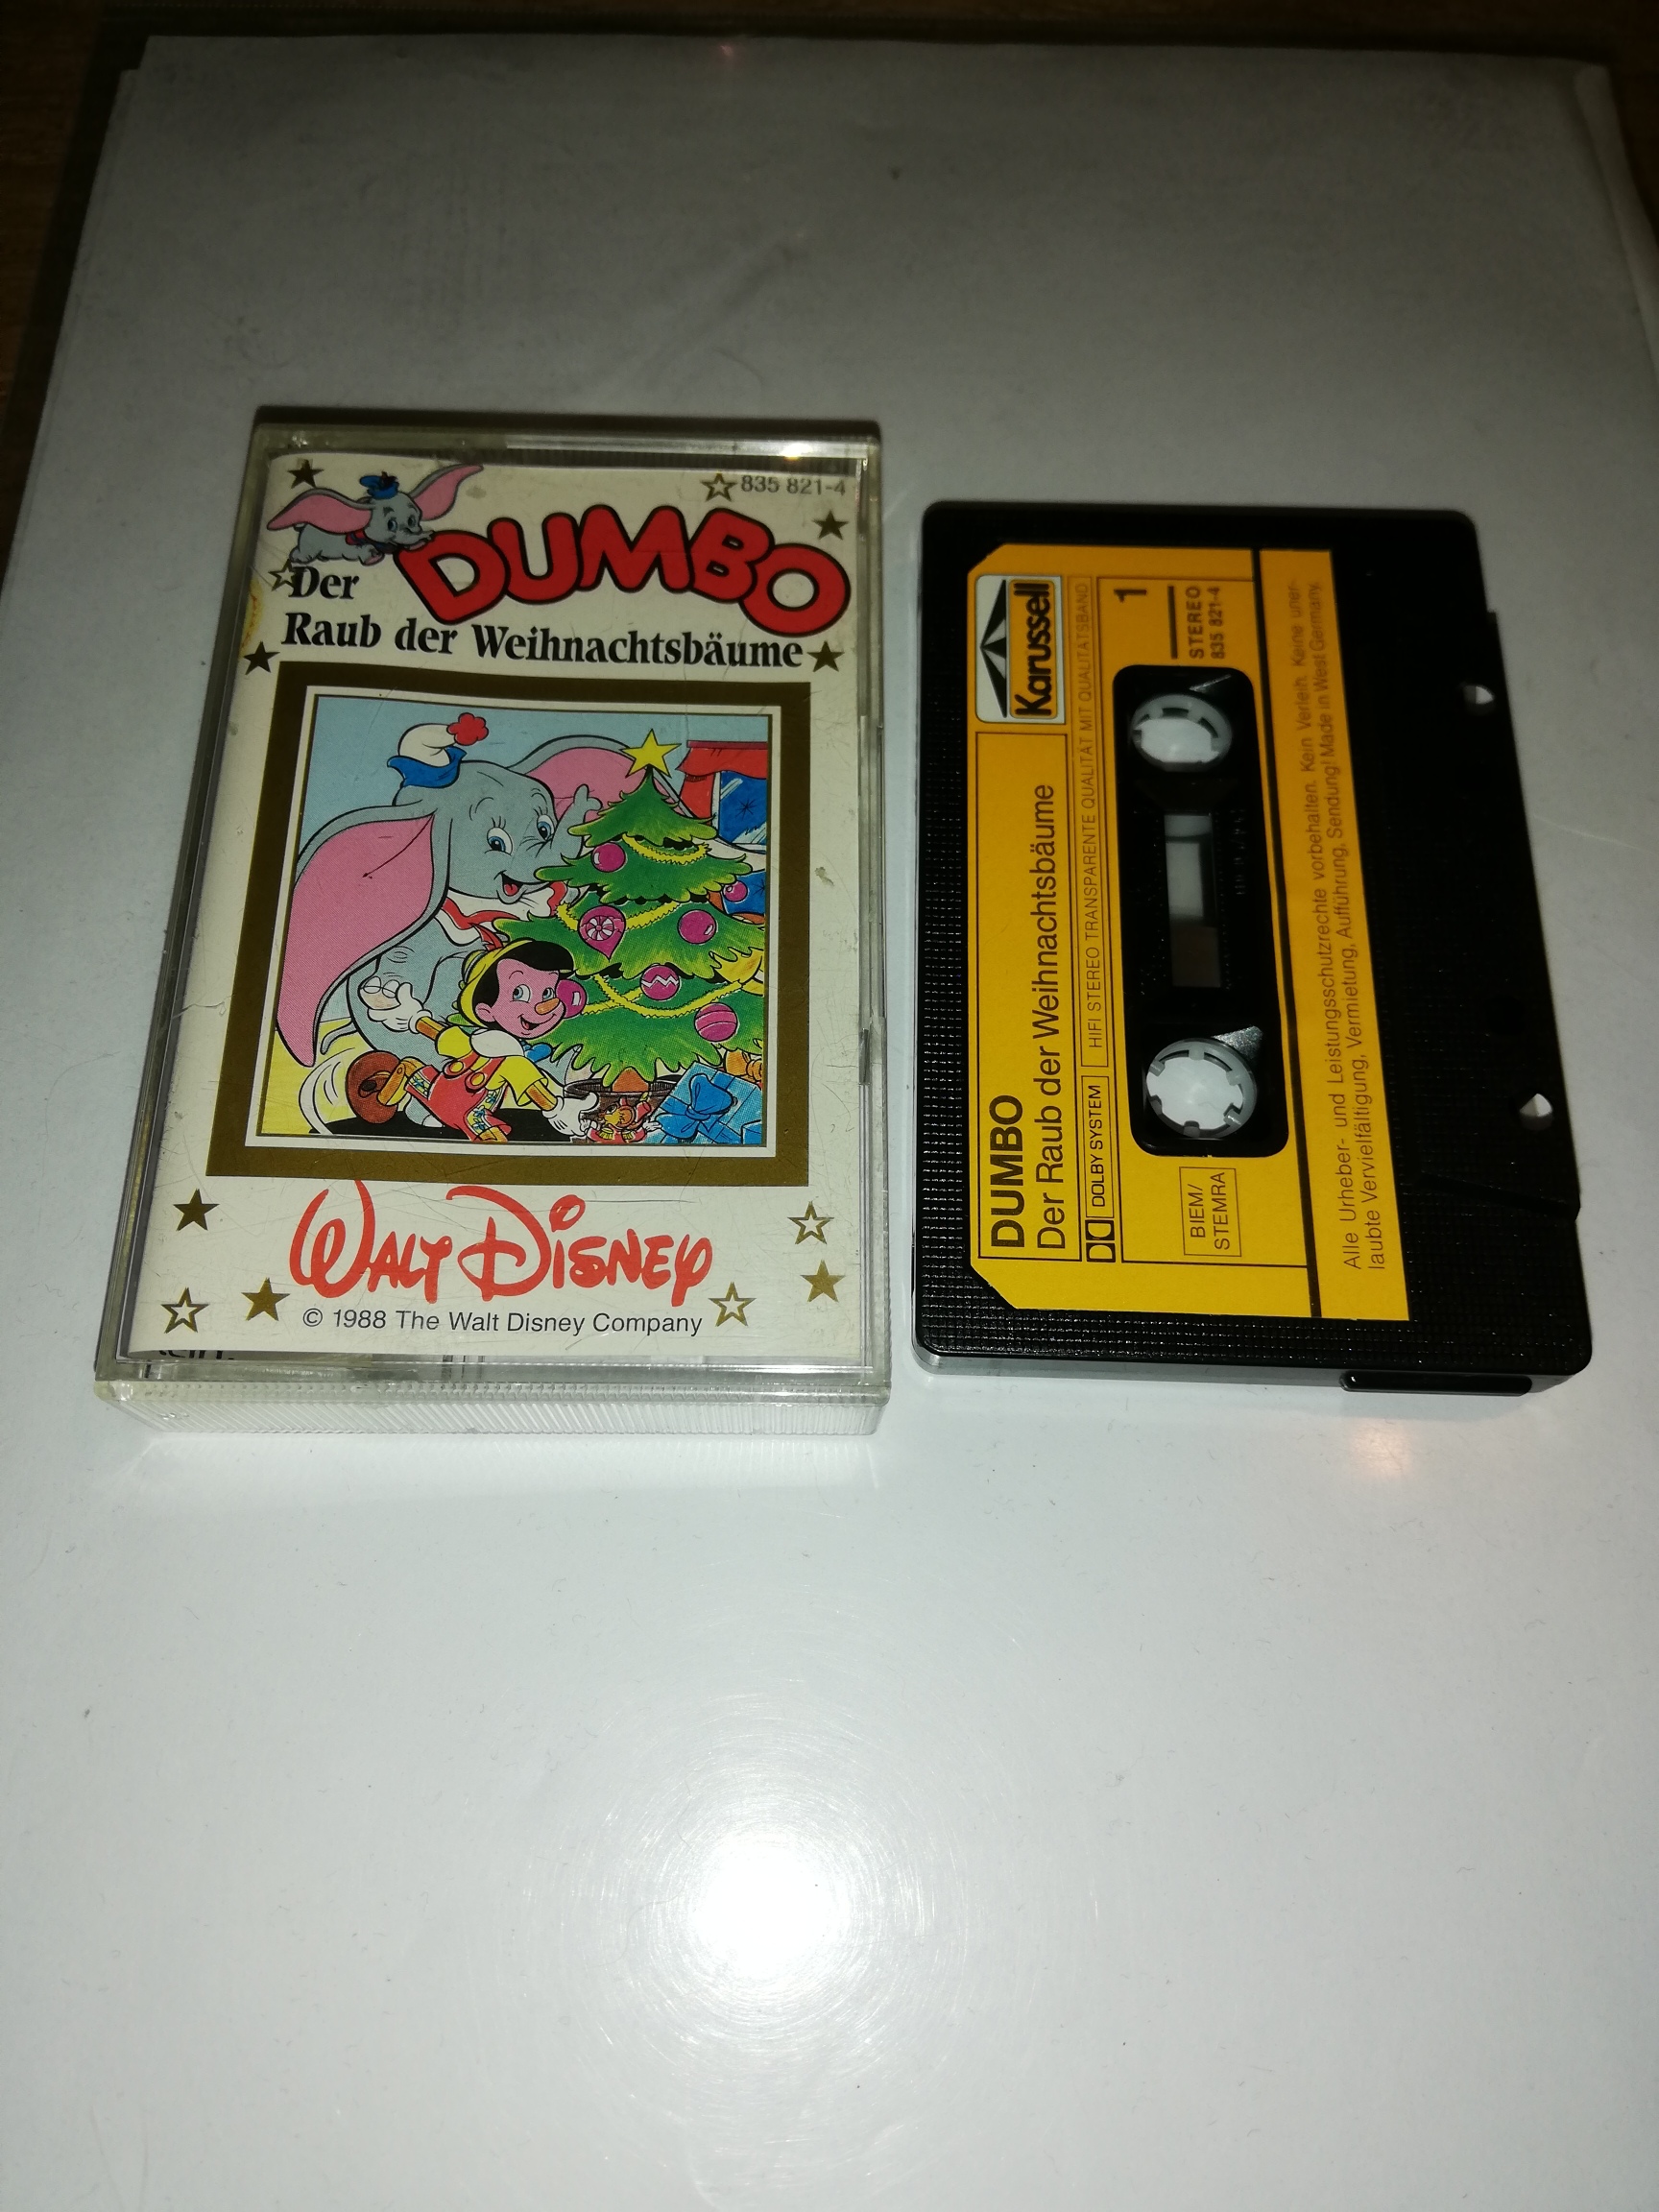 835 821-4
DUMBO
Der
Raub der Weihnachtsbäume
WALT DISNEY
© 1988 The Walt Disney Company
Karussell
DUMBO
Der Raub der Weihnachtsbäume
DOLBY SYSTEM
HIFI STEREO TRANSPARENTE QUALITÄT MIT QUALITÄTSBAND
1
STEREO
835 821-4
BIEM/
STEMRA
Alle Urheber- und Leistungsschutzrechte vorbehalten. Kein Verleih. Keine uner-
laubte Vervielfältigung, Vermietung, Aufführung, Sendung! Made in West Germany